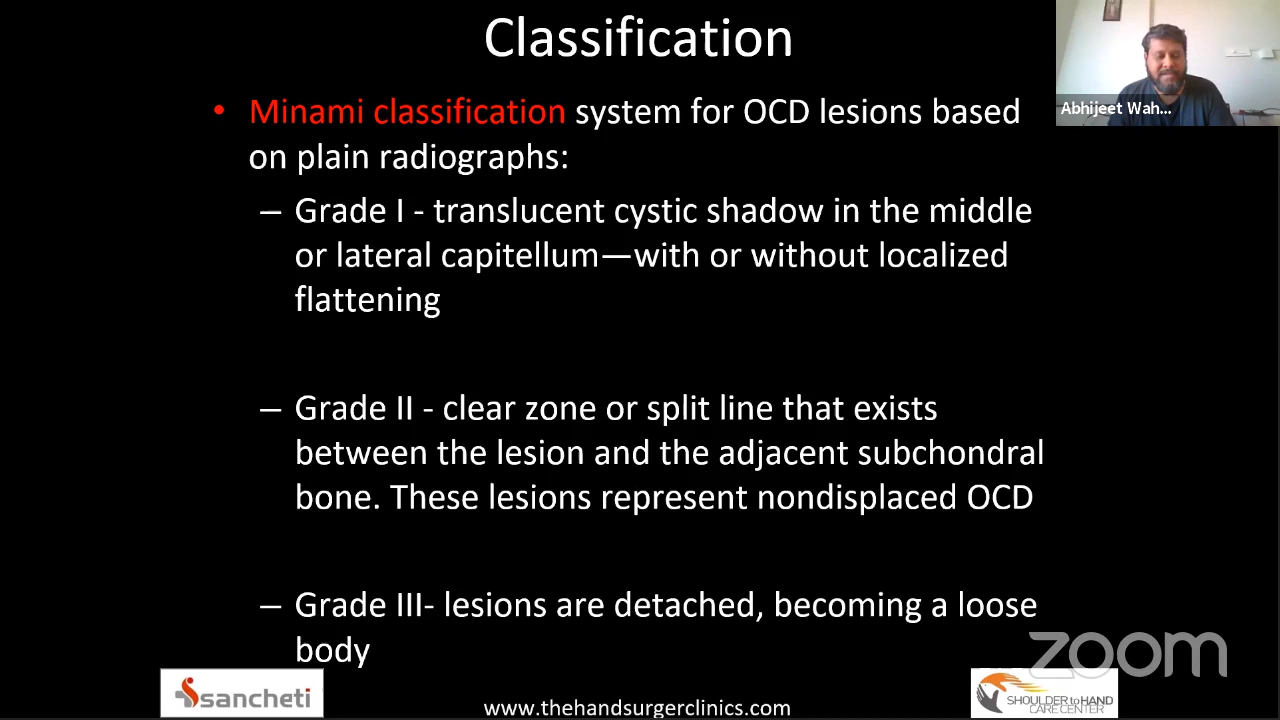 Classification
• Minami classification system for OCD lesions based
on plain radiographs:
– Grade I - translucent cystic shadow in the middle
or lateral capitellum—with or without localized
flattening
– Grade II - clear zone or split line that exists
between the lesion and the adjacent subchondral
bone. These lesions represent nondisplaced OCD
– Grade III- lesions are detached, becoming a loose
body
Abhijeet Wah...
zoom
sancheti
www.thehandsurgerclinics.com
SHOULDER to HAND
CARE CENTER